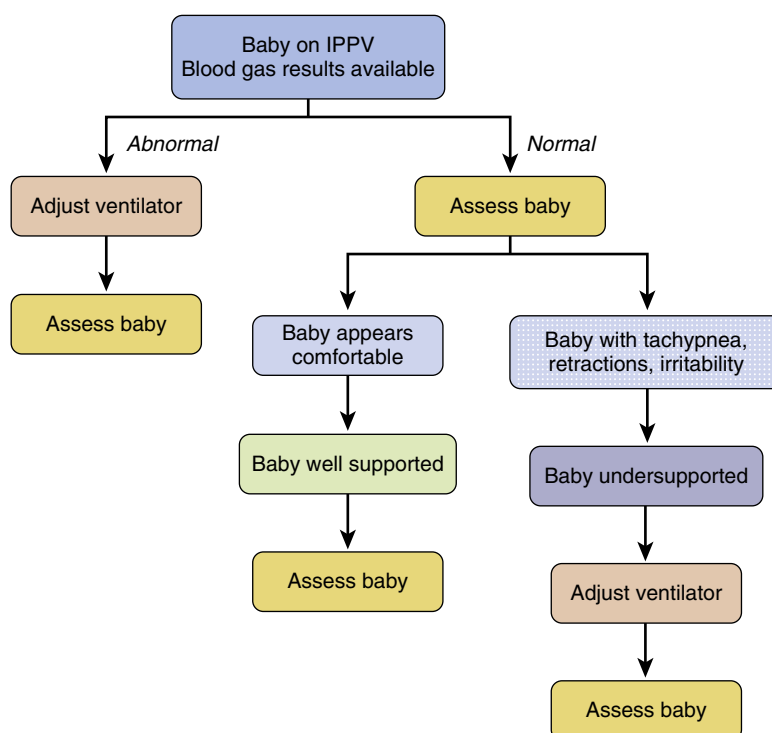 Baby on IPPV
Blood gas results available
Abnormal
Normal
Adjust ventilator
Assess baby
Assess baby
Baby appears
comfortable
Baby with tachypnea,
retractions, irritability
Baby well supported
Baby undersupported
Assess baby
Adjust ventilator
Assess baby